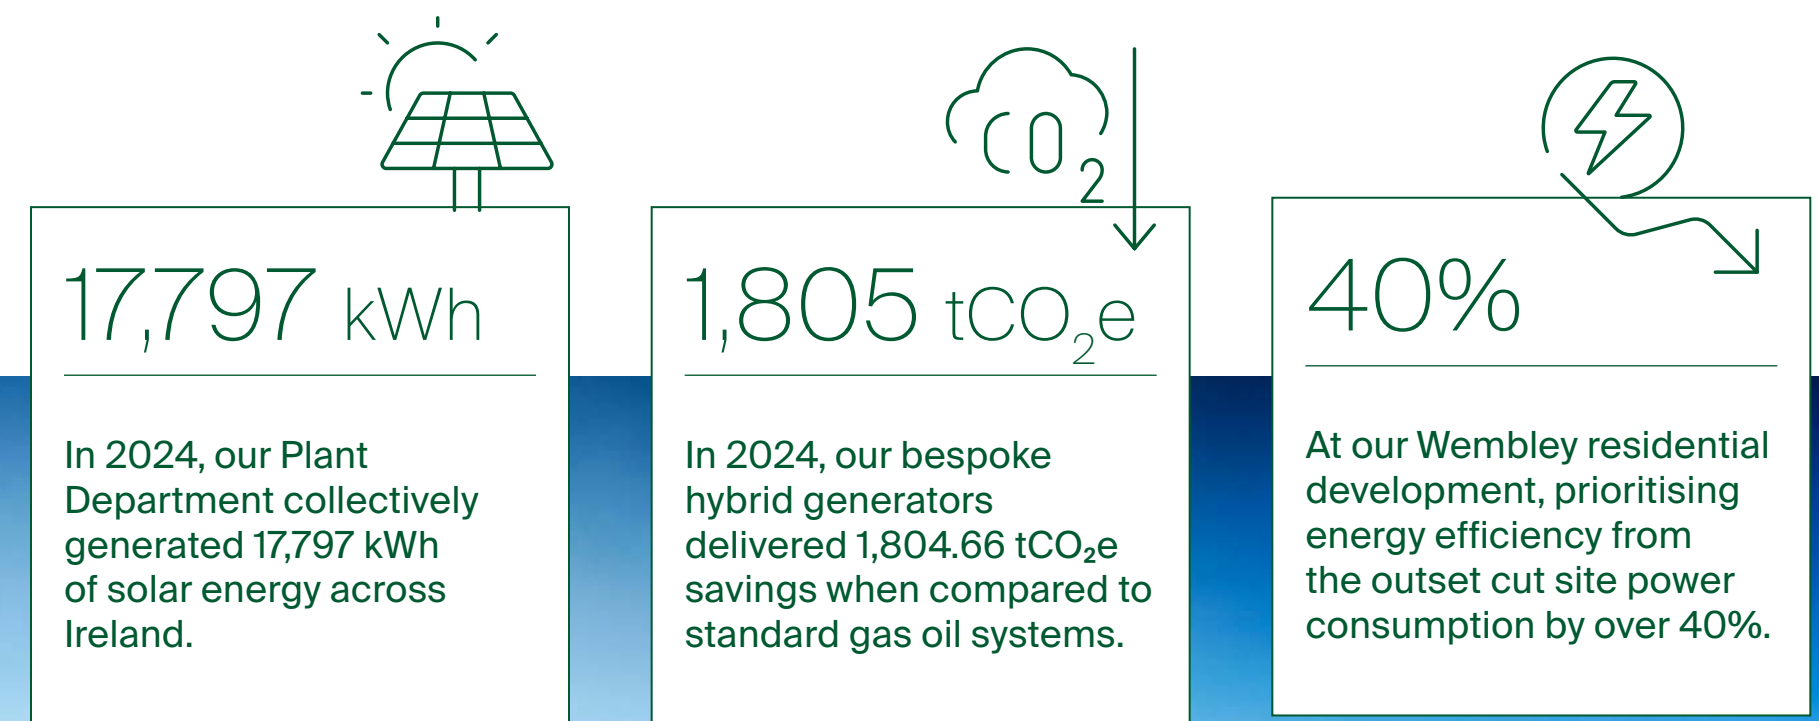 17,797 kWh
In 2024, our Plant
Department collectively
generated 17,797 kWh
of solar energy across
Ireland.
CO₂
1,805 tCO₂e
In 2024, our bespoke
hybrid generators
delivered 1,804.66 tCO₂e
savings when compared to
standard gas oil systems.
40%
At our Wembley residential
development, prioritising
energy efficiency from
the outset cut site power
consumption by over 40%.